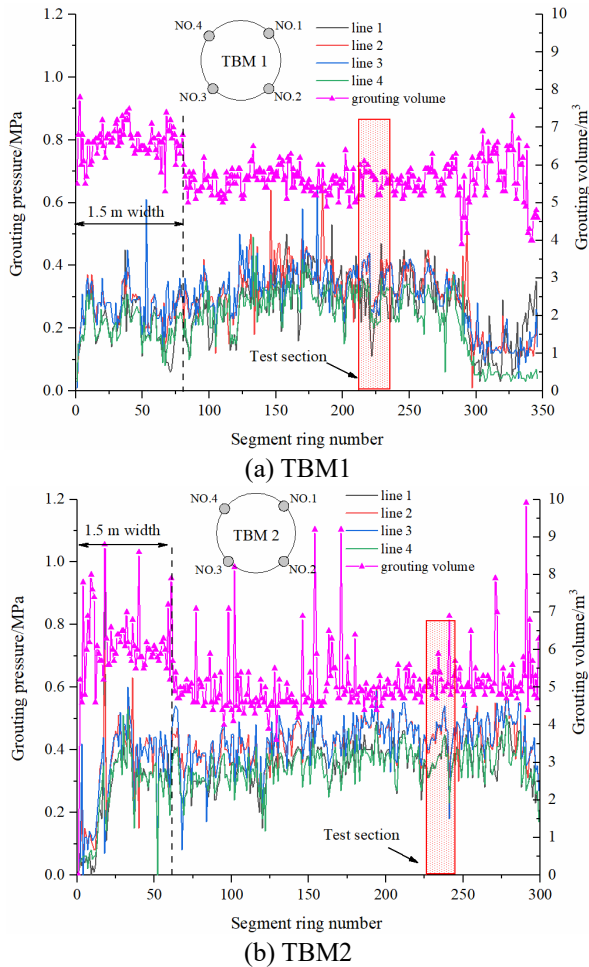 1.2
1.0
0.8
0.6
0.4
0.2
0.0
Grouting pressure/MPa
10
9
8
7
6
5
4
3
2
1
0
Grouting volume/m³
NO.4
NO.1
TBM 1
NO.3
NO.2
line 1
line 2
line 3
line 4
grouting volume
1.5 m width
Test section
0 50 100 150 200 250 300 350
Segment ring number
(a) TBM1
1.2
1.0
0.8
0.6
0.4
0.2
0.0
Grouting pressure/MPa
10
9
8
7
6
5
4
3
2
1
0
Grouting volume/m³
NO.4
NO.1
TBM 2
NO.3
NO.2
line 1
line 2
line 3
line 4
grouting volume
1.5 m width
Test section
0 50 100 150 200 250 300
Segment ring number
(b) TBM2